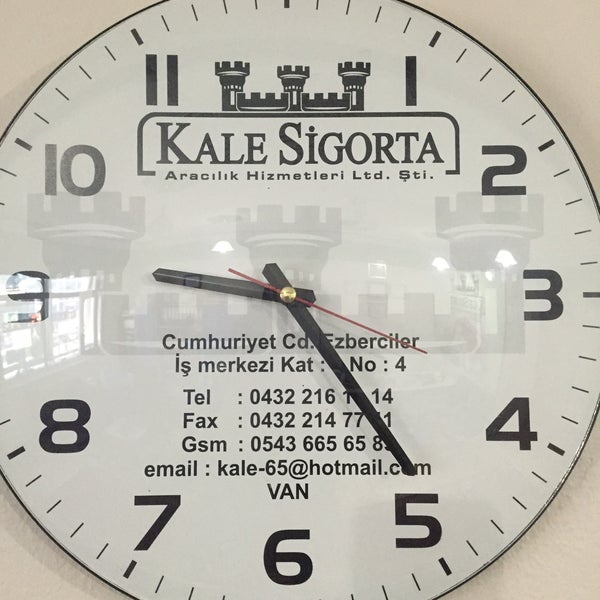 11 1
KALE SİGORTA
Aracılık Hizmetleri Ltd. Şti.
10 2
9 3
Cumhuriyet Cd. Ezberciler
İş merkezi Kat : No : 4
Tel : 0432 216 14
Fax : 0432 214 77
Gsm : 0543 665 65
8 4
email : kale-65@hotmail.com
VAN
7 5
6